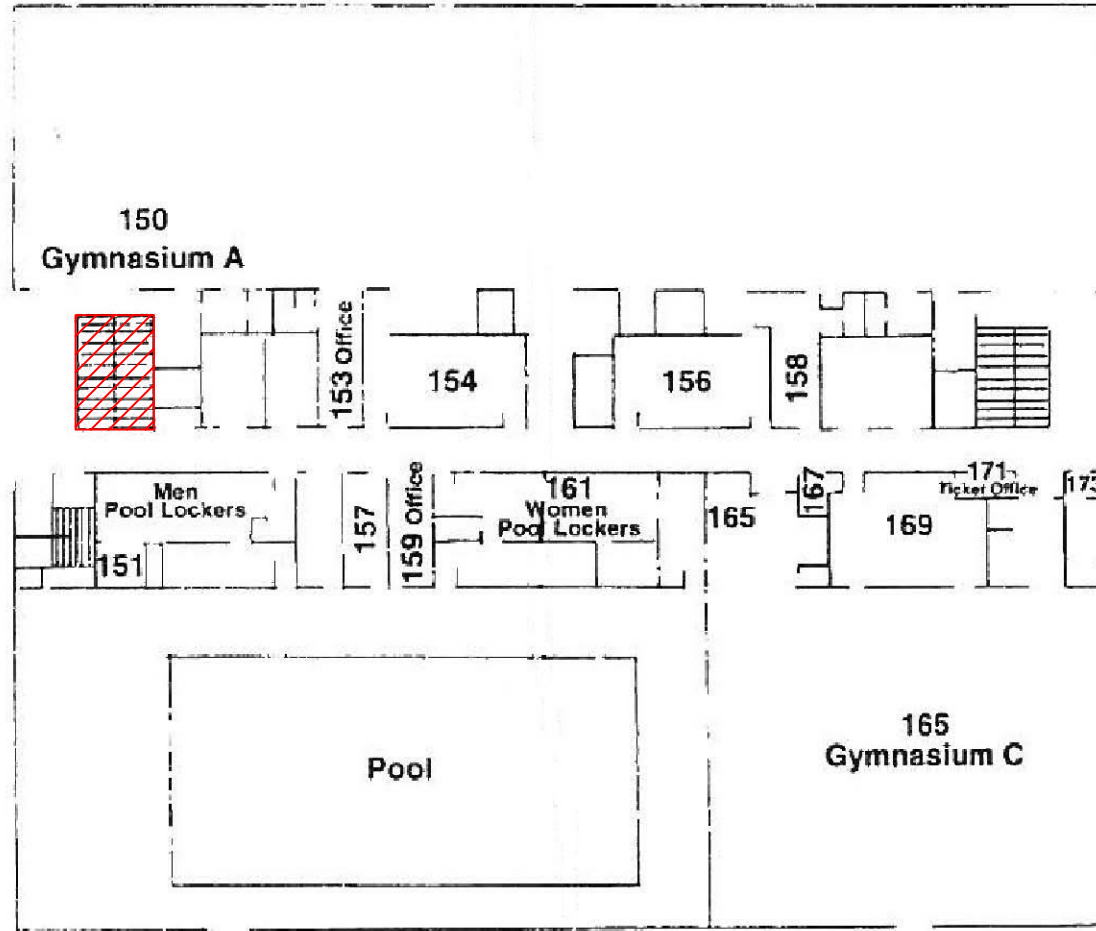 150
Gymnasium A
153 Office
154
156
158
Men
Pool Lockers
151
157
159 Office
161
Women
Pool Lockers
165
167
171
Ticket Office
169
173
Pool
165
Gymnasium C